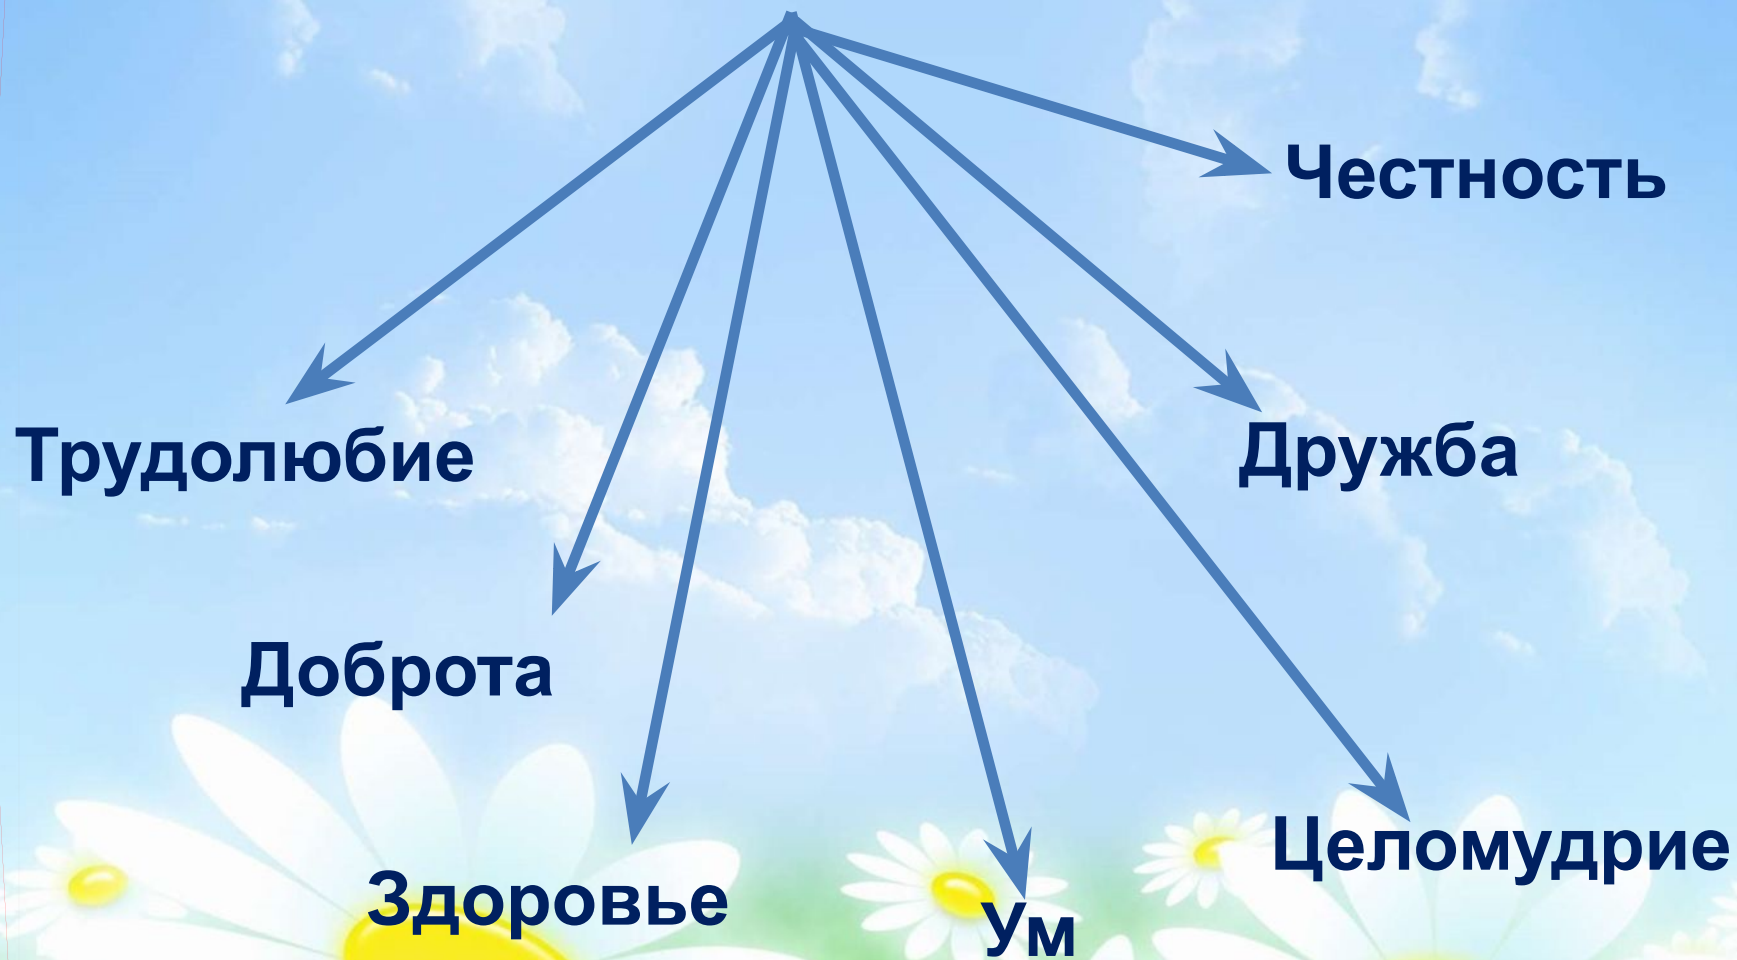 Честность
Трудолюбие
Дружба
Доброта
Целомудрие
Здоровье
Ум